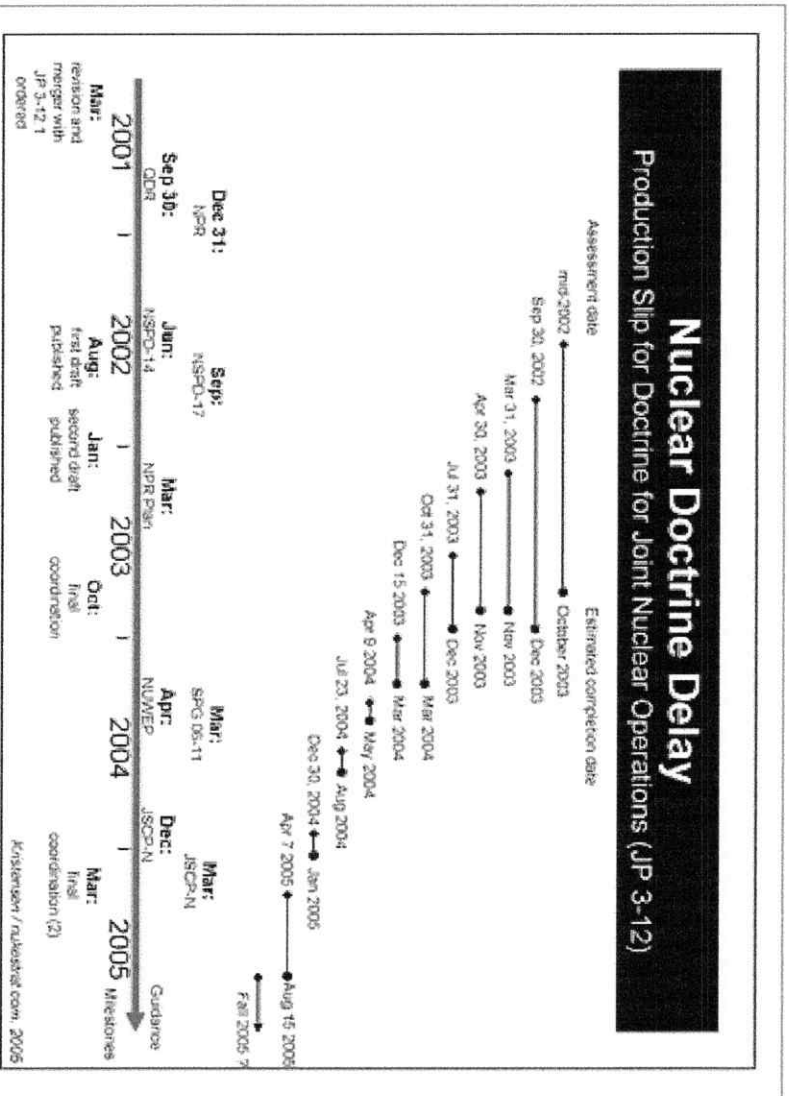 Nuclear Doctrine Delay
Production Slip for Doctrine for Joint Nuclear Operations (JP 3-12)
Assessment date
Estimated completion date
mid-2002
October 2003
Sep 30, 2002
Dec 2003
Mar 31, 2003
Nov 2003
Apr 30, 2003
Nov 2003
Jul 31, 2003
Dec 2003
Oct 31, 2003
Mar 2004
Dec 15 2003
Mar 2004
Apr 9 2004
May 2004
Jul 23, 2004
Aug 2004
Dec 30, 2004
Jan 2005
Apr 7 2005
Aug 15 2005
Fall 2005 ?
Dec 31:
NPR
Sep:
NSPD-17
Mar:
SPG 06-11
Mar:
JSCP-N
Sep 30:
QDR
Jun:
NSPD-14
Mar:
NPR Plan
Apr:
NUWEP
Dec:
JSCP-N
Guidance
2001
2002
2003
2004
2005
Milestones
Mar:
revision and
merger with
JP 3-12.1
ordered
Aug:
first draft
published
Jan:
second draft
published
Oct:
final
coordination
Mar:
final
coordination (2)
Kristensen / nukestrat.com, 2005